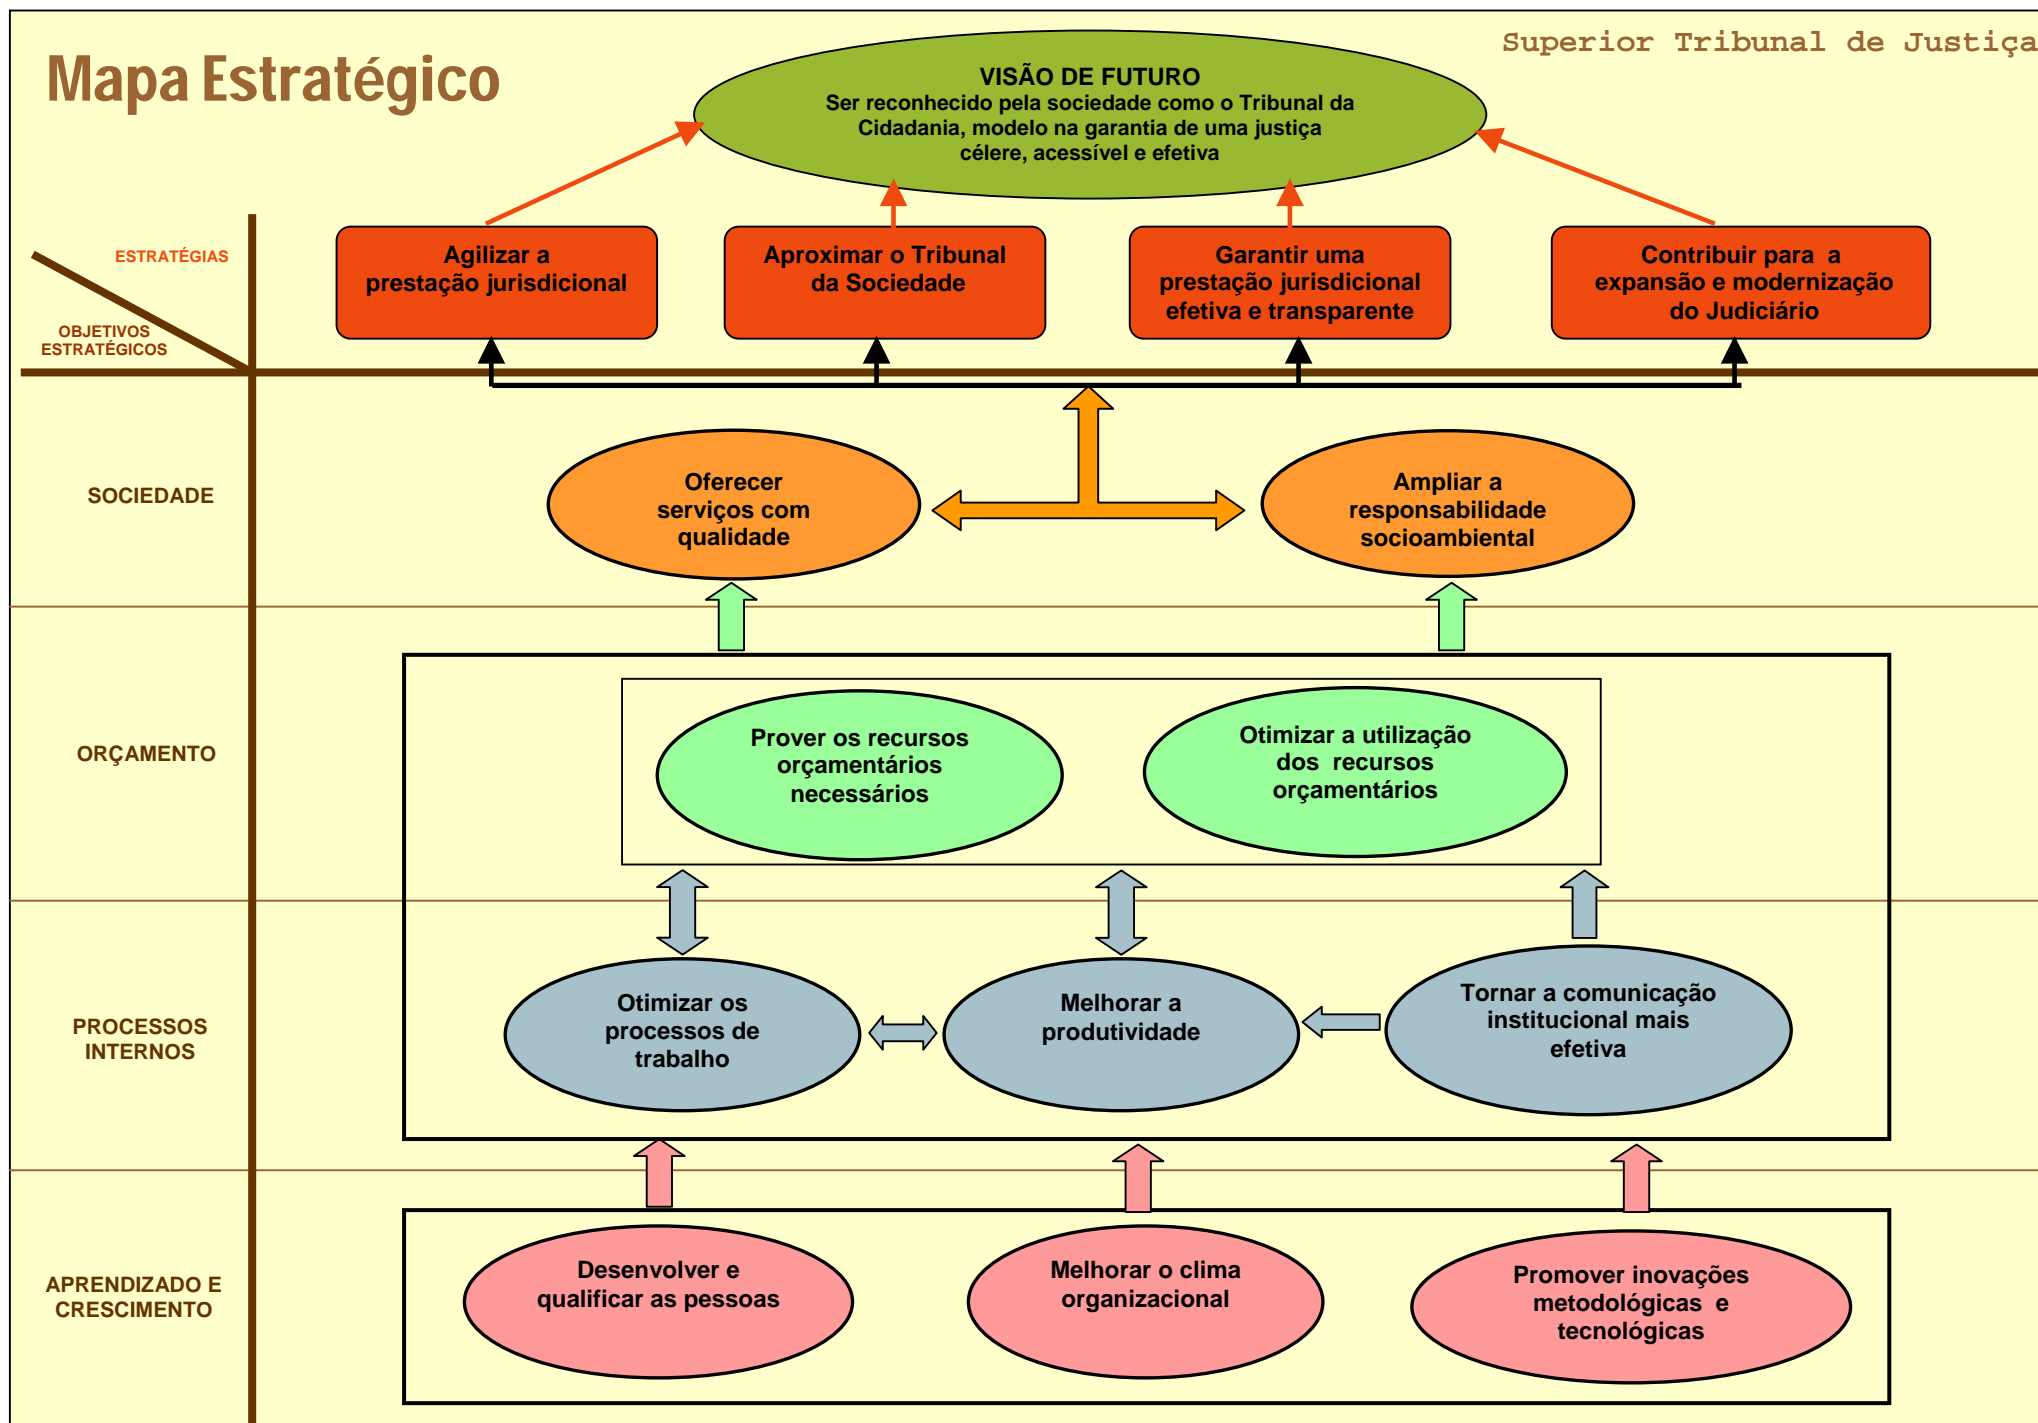 Superior Tribunal de Justiça
Mapa Estratégico
VISÃO DE FUTURO
Ser reconhecido pela sociedade como o Tribunal da
Cidadania, modelo na garantia de uma justiça
célere, acessível e efetiva
ESTRATÉGIAS
OBJETIVOS
ESTRATÉGICOS
Agilizar a
prestação jurisdicional
Aproximar o Tribunal
da Sociedade
Garantir uma
prestação jurisdicional
efetiva e transparente
Contribuir para a
expansão e modernização
do Judiciário
SOCIEDADE
Oferecer
serviços com
qualidade
Ampliar a
responsabilidade
socioambiental
ORÇAMENTO
Prover os recursos
orçamentários
necessários
Otimizar a utilização
dos recursos
orçamentários
PROCESSOS
INTERNOS
Otimizar os
processos de
trabalho
Melhorar a
produtividade
Tornar a comunicação
institucional mais
efetiva
APRENDIZADO E
CRESCIMENTO
Desenvolver e
qualificar as pessoas
Melhorar o clima
organizacional
Promover inovações
metodológicas e
tecnológicas